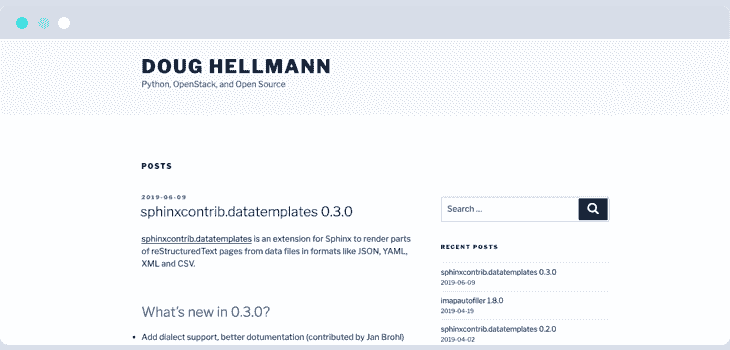 DOUG HELLMANN
Python, OpenStack, and Open Source
POSTS
2019-06-09
sphinxcontrib.datatemplates 0.3.0
sphinxcontrib.datatemplates is an extension for Sphinx to render parts
of reStructuredText pages from data files in formats like JSON, YAML,
XML and CSV.
What's new in 0.3.0?
• Add dialect support, better dotumentation (contributed by Jan Brohl)
Search ...
RECENT POSTS
sphinxcontrib.datatemplates 0.3.0
2019-06-09
imapautofiler 1.8.0
2019-04-19
sphinxcontrib.datatemplates 0.2.0
2019-04-02